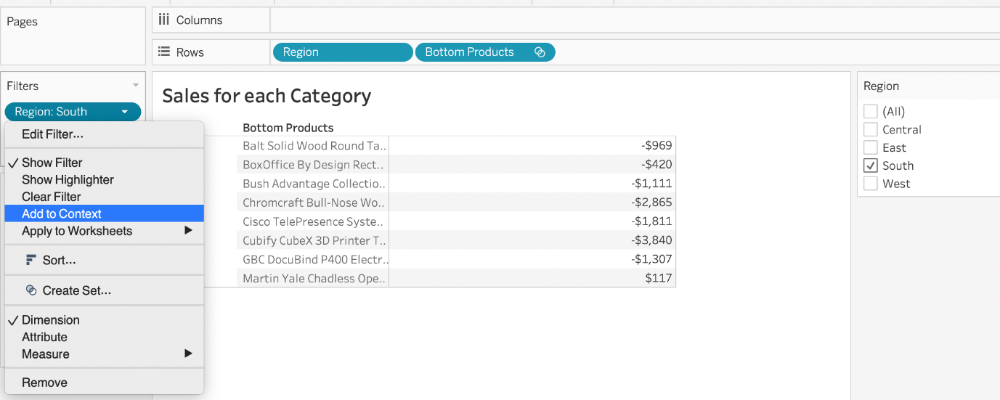 Pages
Columns
Rows
Region
Bottom Products
Filters
Region: South
Edit Filter...
Show Filter
Show Highlighter
Clear Filter
Add to Context
Apply to Worksheets
Sort...
Create Set...
Dimension
Attribute
Measure
Remove
Sales for each Category
Bottom Products
Balt Solid Wood Round Ta.. -$969
BoxOffice By Design Rect.. -$420
Bush Advantage Collectio.. -$1,111
Chromcraft Bull-Nose Wo.. -$2,865
Cisco TelePresence Syste.. -$1,811
Cubify CubeX 3D Printer T.. -$3,840
GBC DocuBind P400 Electr.. -$1,307
Martin Yale Chadless Ope.. $117
Region
(All)
Central
East
South
West